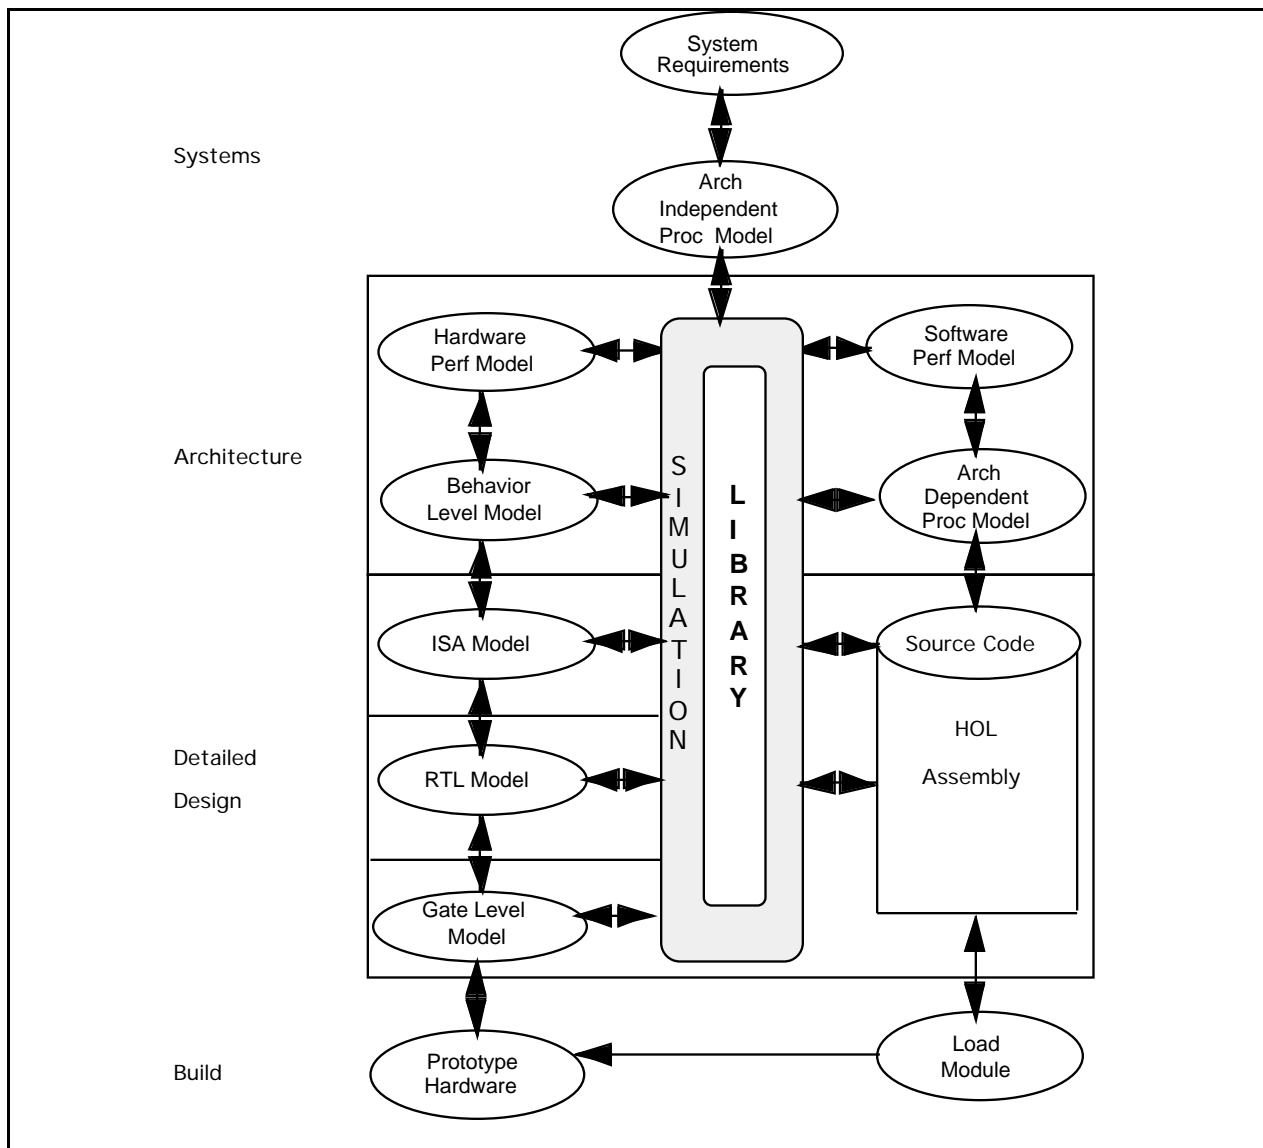 System
Requirements
Systems
Arch
Independent
Proc Model
Hardware
Perf Model
Software
Perf Model
Architecture
Behavior
Level Model
SIMULATION
LIBRARY
Arch
Dependent
Proc Model
ISA Model
Source Code
HOL
Assembly
Detailed
Design
RTL Model
Gate Level
Model
Build
Prototype
Hardware
Load
Module